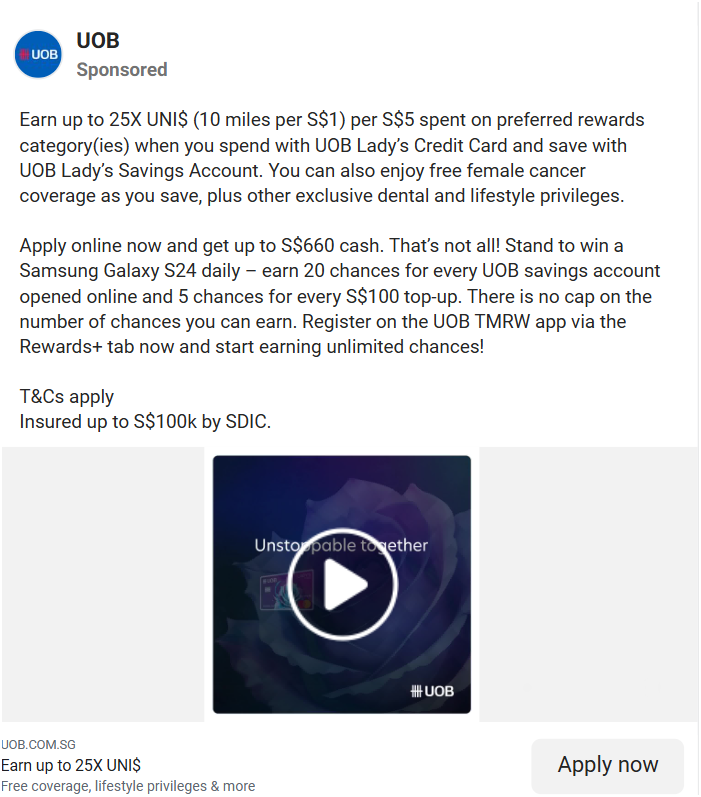 UOB
UOB
Sponsored
Earn up to 25X UNI$ (10 miles per S$1) per S$5 spent on preferred rewards
category(ies) when you spend with UOB Lady’s Credit Card and save with
UOB Lady’s Savings Account. You can also enjoy free female cancer
coverage as you save, plus other exclusive dental and lifestyle privileges.
Apply online now and get up to S$660 cash. That’s not all! Stand to win a
Samsung Galaxy S24 daily – earn 20 chances for every UOB savings account
opened online and 5 chances for every S$100 top-up. There is no cap on the
number of chances you can earn. Register on the UOB TMRW app via the
Rewards+ tab now and start earning unlimited chances!
T&Cs apply
Insured up to S$100k by SDIC.
Unstoppable together
UOB
UOB.COM.SG
Earn up to 25X UNI$
Free coverage, lifestyle privileges & more
Apply now